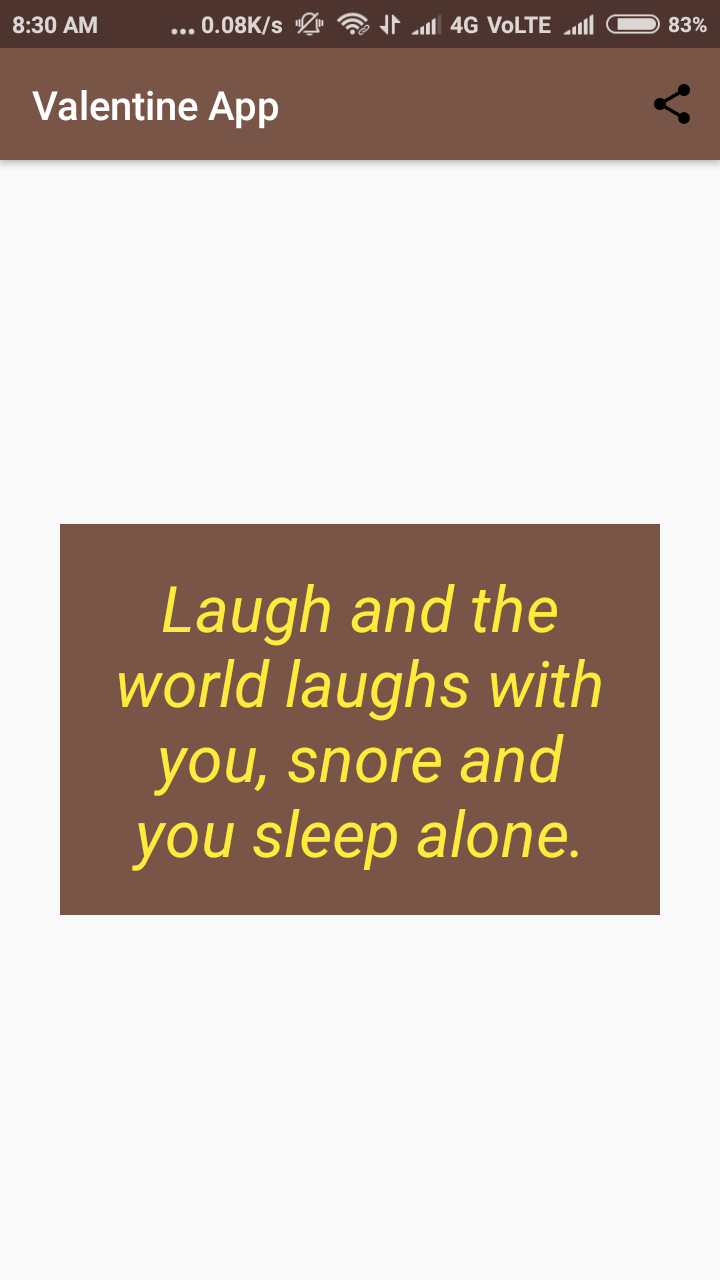 8:30 AM ... 0.08K/s 4G VoLTE 83%
Valentine App
Laugh and the
world laughs with
you, snore and
you sleep alone.